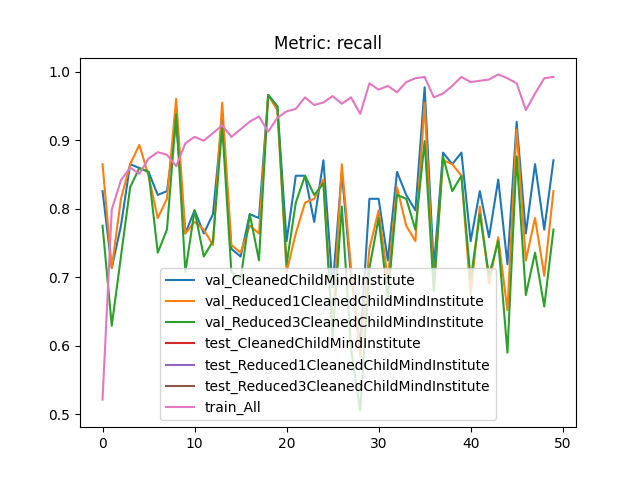 Metric: recall
1.0
0.9
0.8
0.7
0.6
0.5
val_CleanedChildMindInstitute
val_Reduced1CleanedChildMindInstitute
val_Reduced3CleanedChildMindInstitute
test_CleanedChildMindInstitute
test_Reduced1CleanedChildMindInstitute
test_Reduced3CleanedChildMindInstitute
train_All
0 10 20 30 40 50